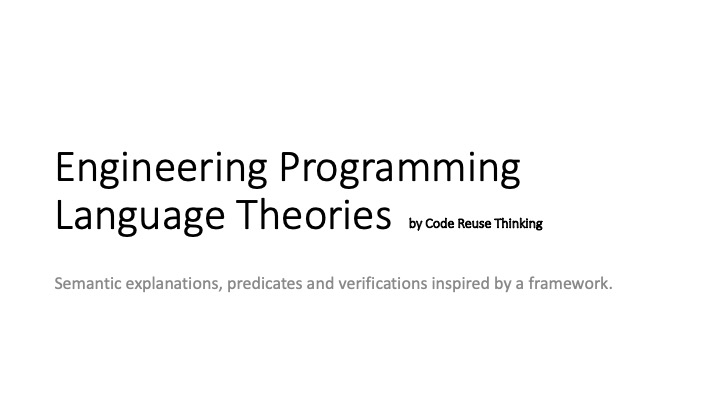 Engineering Programming
Language Theories by Code Reuse Thinking
Semantic explanations, predicates and verifications inspired by a framework.